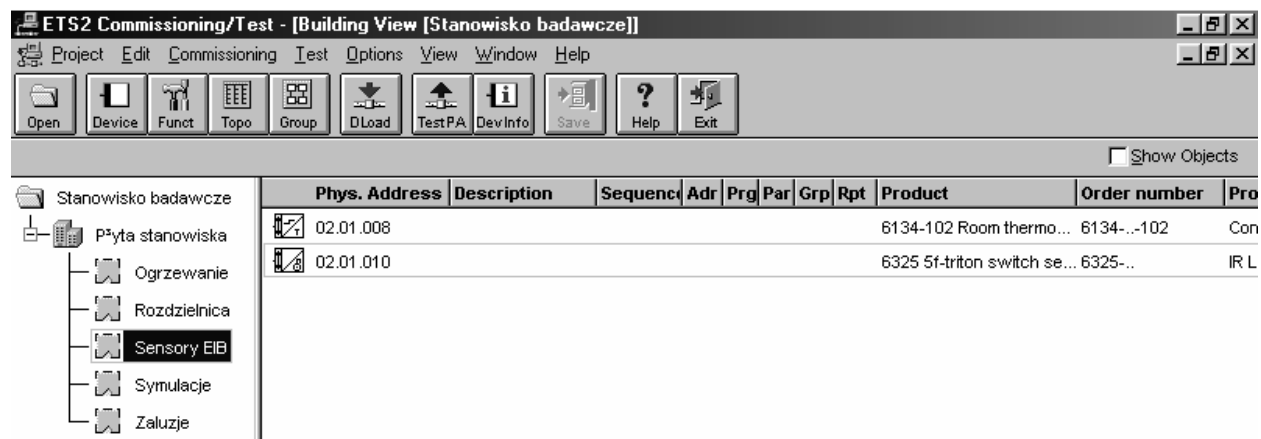 ETS2 Commissioning/Test - [Building View [Stanowisko badawcze]]
Project Edit Commissioning Test Options View Window Help
Open Device Funct Topo Group DLoad TestPA DevInfo Save Help Exit
Show Objects
Stanowisko badawcze
P³yta stanowiska
Ogrzewanie
Rozdzielnica
Sensory EIB
Symulacje
Zaluzje
Phys. Address Description Sequenc Adr Prg Par Grp Rpt Product Order number Pro
02.01.008 6134-102 Room thermo... 6134-..-102 Con
02.01.010 6325 5f-triton switch se... 6325-.. IR L